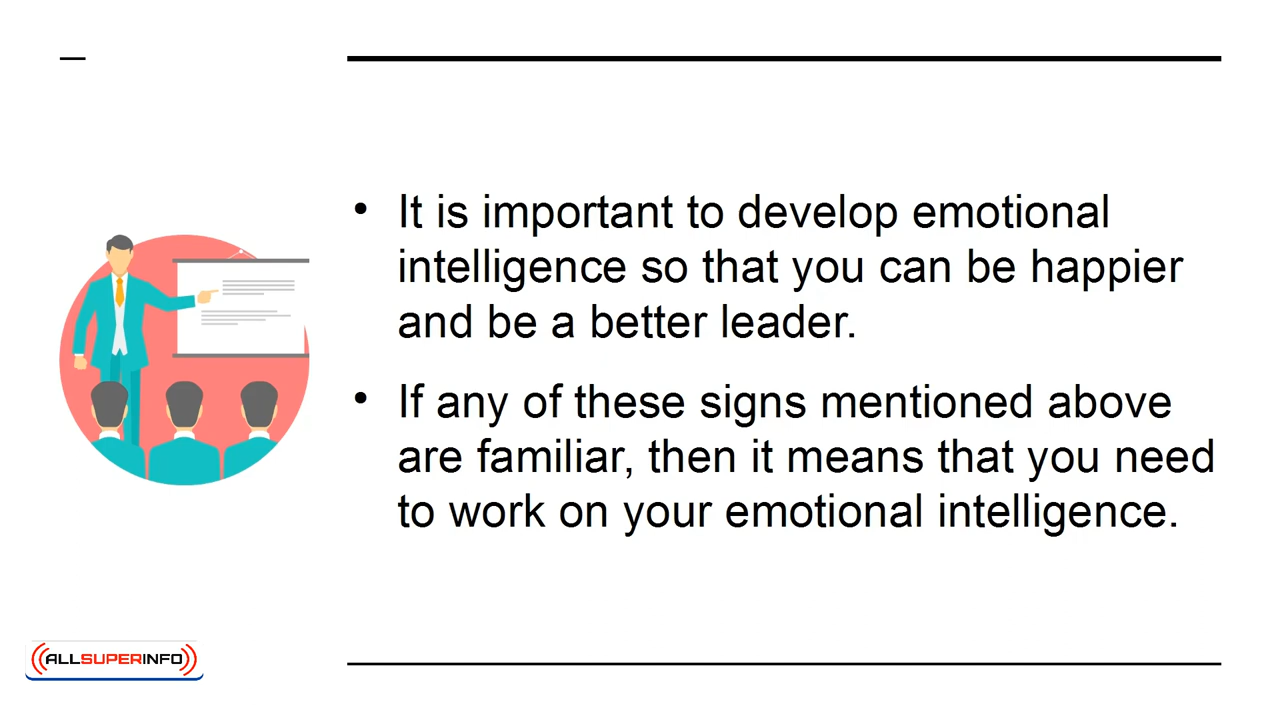 • It is important to develop emotional
intelligence so that you can be happier
and be a better leader.
• If any of these signs mentioned above
are familiar, then it means that you need
to work on your emotional intelligence.
ALLSUPERINFO